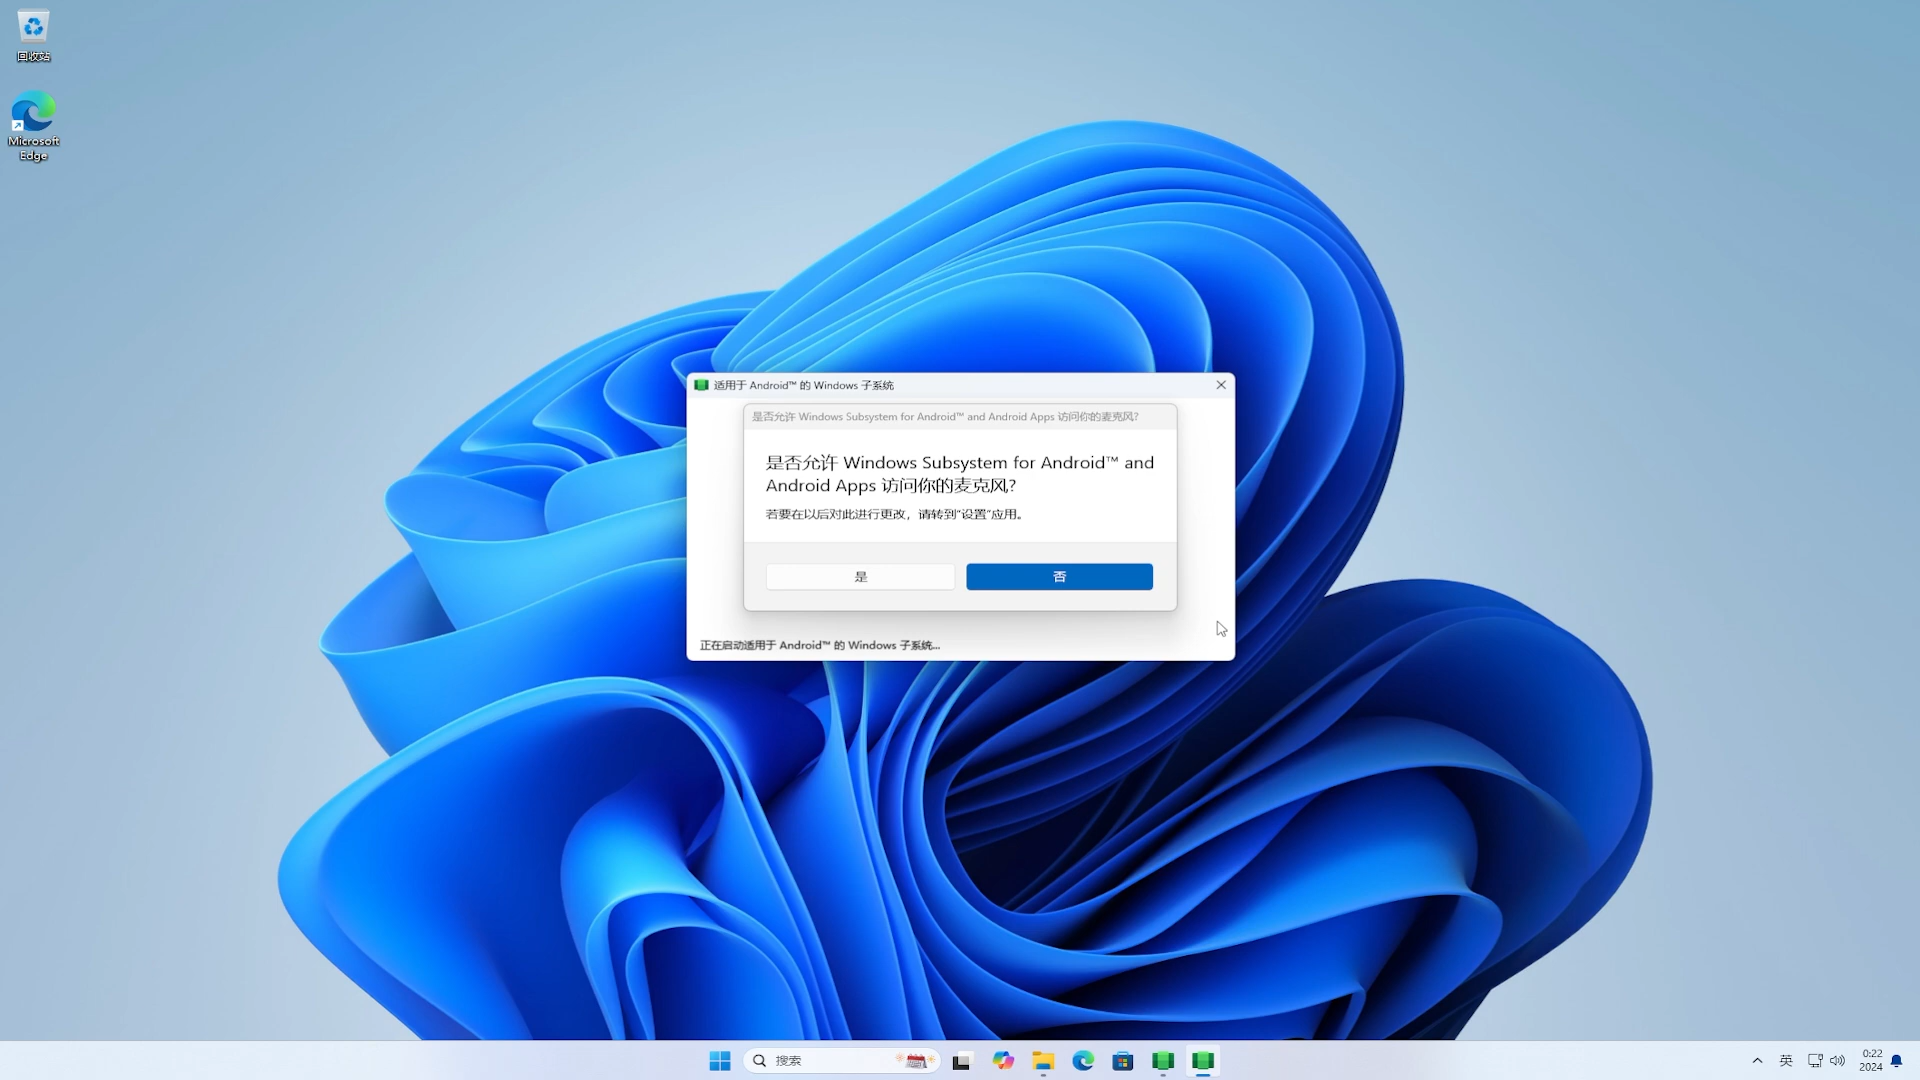 回收站
Microsoft
Edge
适用于 Android™ 的 Windows 子系统
是否允许 Windows Subsystem for Android™ and Android Apps 访问你的麦克风?
是否允许 Windows Subsystem for Android™ and
Android Apps 访问你的麦克风?
若要在以后对此进行更改，请转到“设置”应用。
是
否
正在启动适用于 Android™ 的 Windows 子系统...
搜索
英
0:22
2024